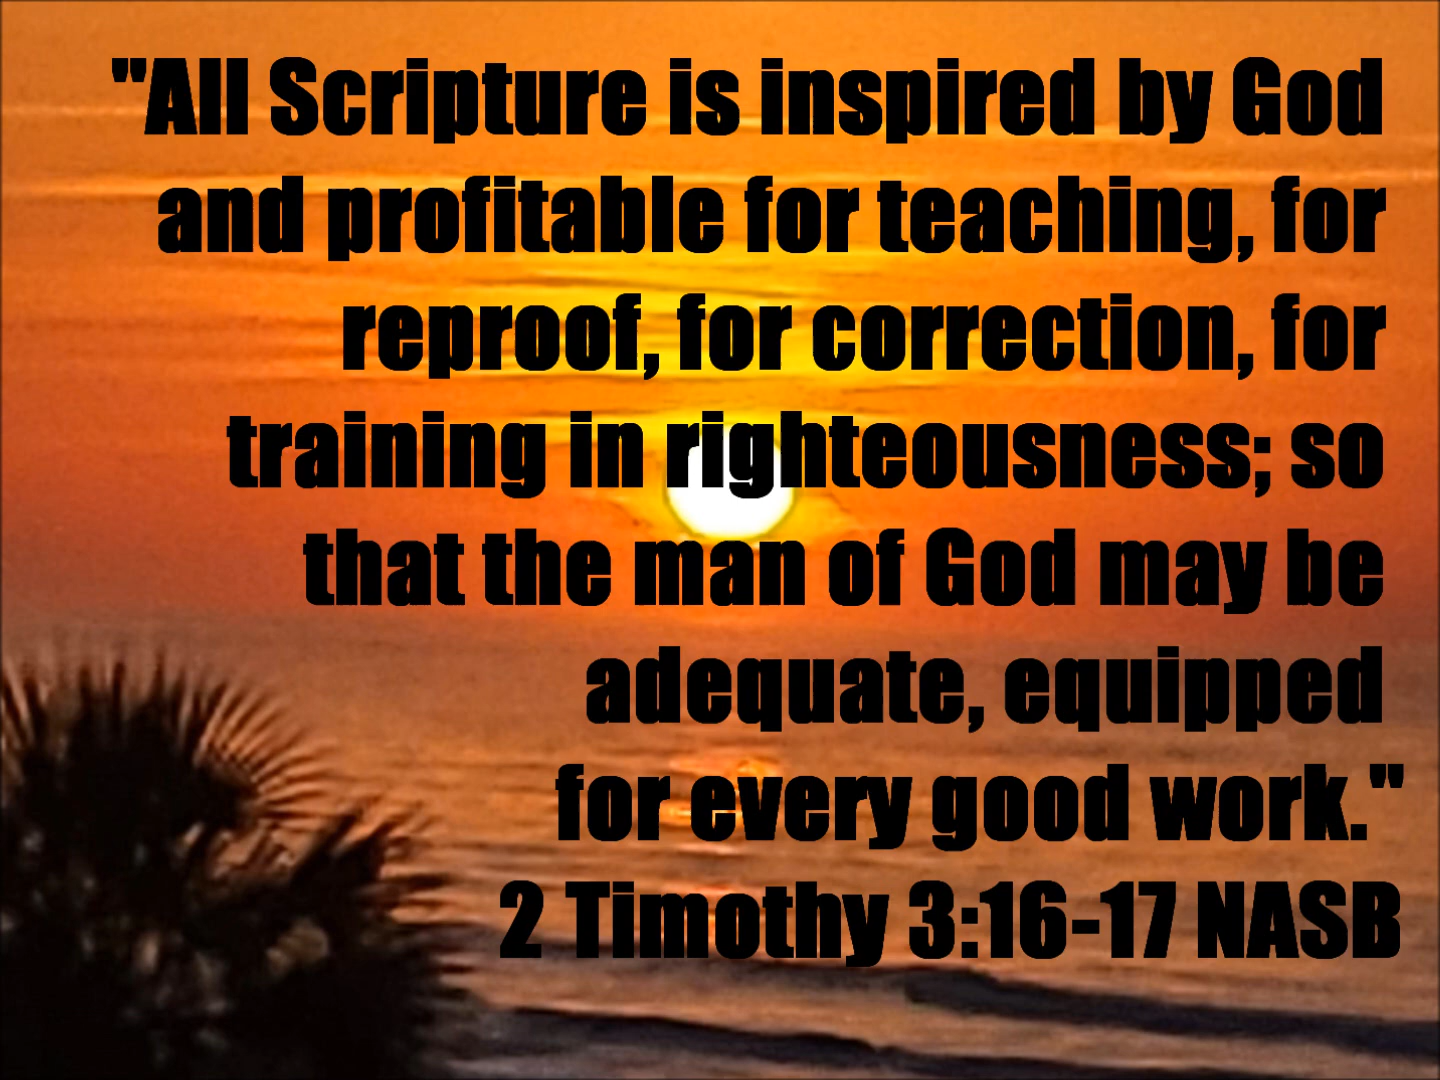 "All Scripture is inspired by God
and profitable for teaching, for
reproof, for correction, for
training in righteousness; so
that the man of God may be
adequate, equipped
for every good work."
2 Timothy 3:16-17 NASB